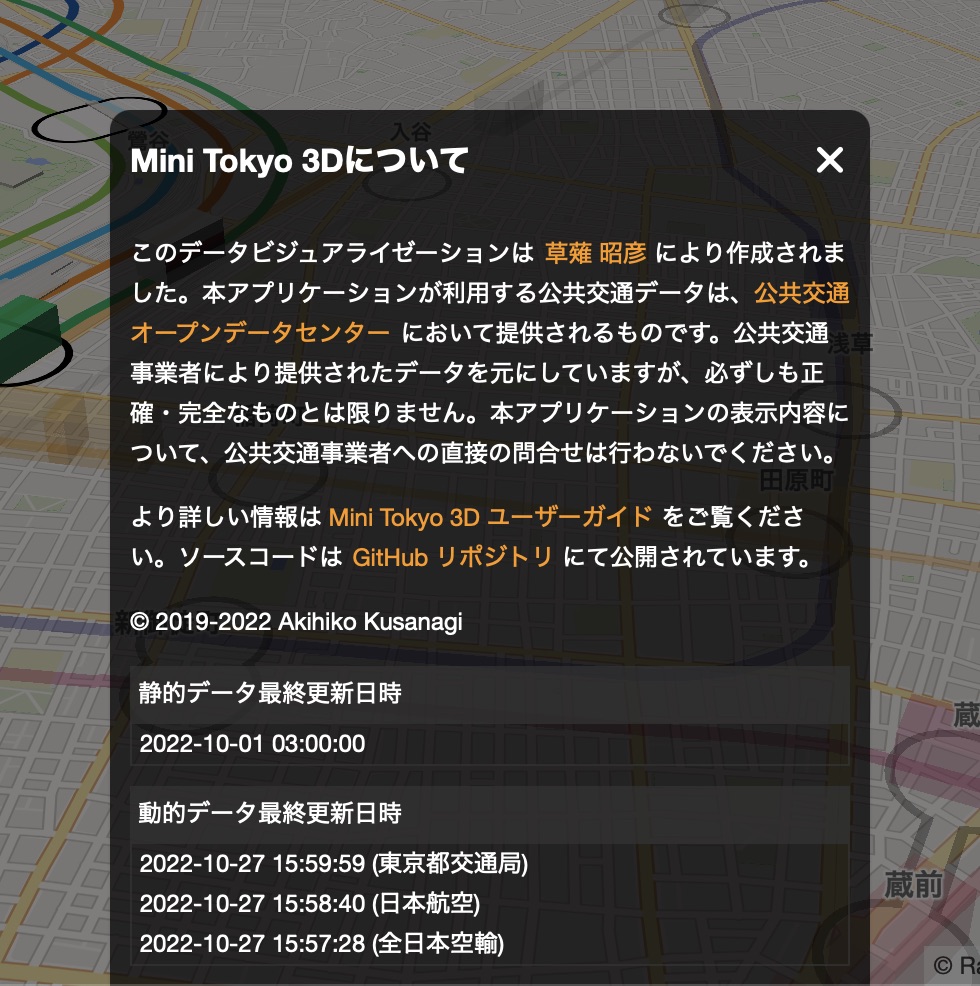 鶯谷
入谷
Mini Tokyo 3Dについて
このデータビジュアライゼーションは 草薙 昭彦 により作成されま
した。本アプリケーションが利用する公共交通データは、公共交通
オープンデータセンター において提供されるものです。公共交通
浅草
事業者により提供されたデータを元にしていますが、必ずしも正
確・完全なものとは限りません。本アプリケーションの表示内容に
ついて、公共交通事業者への直接の問合せは行わないでください。
田原町
より詳しい情報は Mini Tokyo 3D ユーザーガイド をご覧くださ
い。ソースコードは GitHub リポジトリ にて公開されています。
© 2019-2022 Akihiko Kusanagi
静的データ最終更新日時
蔵
2022-10-01 03:00:00
動的データ最終更新日時
2022-10-27 15:59:59 (東京都交通局)
蔵前
2022-10-27 15:58:40 (日本航空)
2022-10-27 15:57:28 (全日本空輸)
© Ra